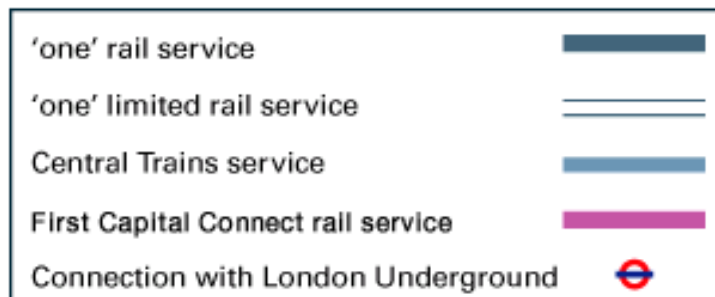 ‘one’ rail service
‘one’ limited rail service
Central Trains service
First Capital Connect rail service
Connection with London Underground